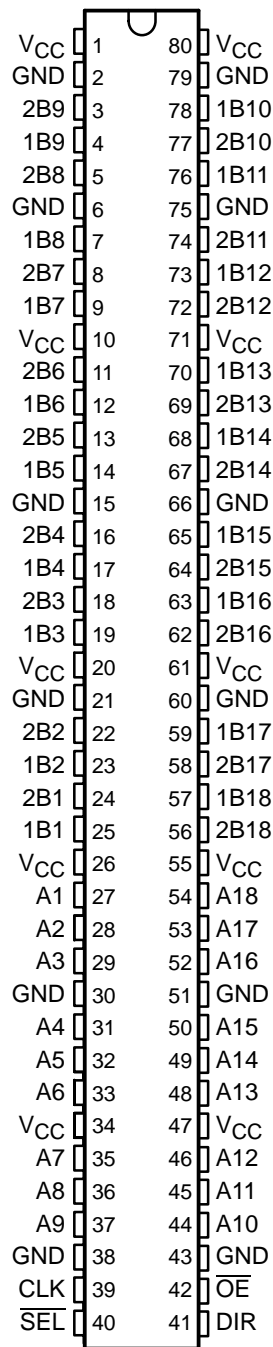 VCC 1 80 VCC
GND 2 79 GND
2B9 3 78 1B10
1B9 4 77 2B10
2B8 5 76 1B11
GND 6 75 GND
1B8 7 74 2B11
2B7 8 73 1B12
1B7 9 72 2B12
VCC 10 71 VCC
2B6 11 70 1B13
1B6 12 69 2B13
2B5 13 68 1B14
1B5 14 67 2B14
GND 15 66 GND
2B4 16 65 1B15
1B4 17 64 2B15
2B3 18 63 1B16
1B3 19 62 2B16
VCC 20 61 VCC
GND 21 60 GND
2B2 22 59 1B17
1B2 23 58 2B17
2B1 24 57 1B18
1B1 25 56 2B18
VCC 26 55 VCC
A1 27 54 A18
A2 28 53 A17
A3 29 52 A16
GND 30 51 GND
A4 31 50 A15
A5 32 49 A14
A6 33 48 A13
VCC 34 47 VCC
A7 35 46 A12
A8 36 45 A11
A9 37 44 A10
GND 38 43 GND
CLK 39 42 O̅E̅
S̅E̅L̅ 40 41 DIR